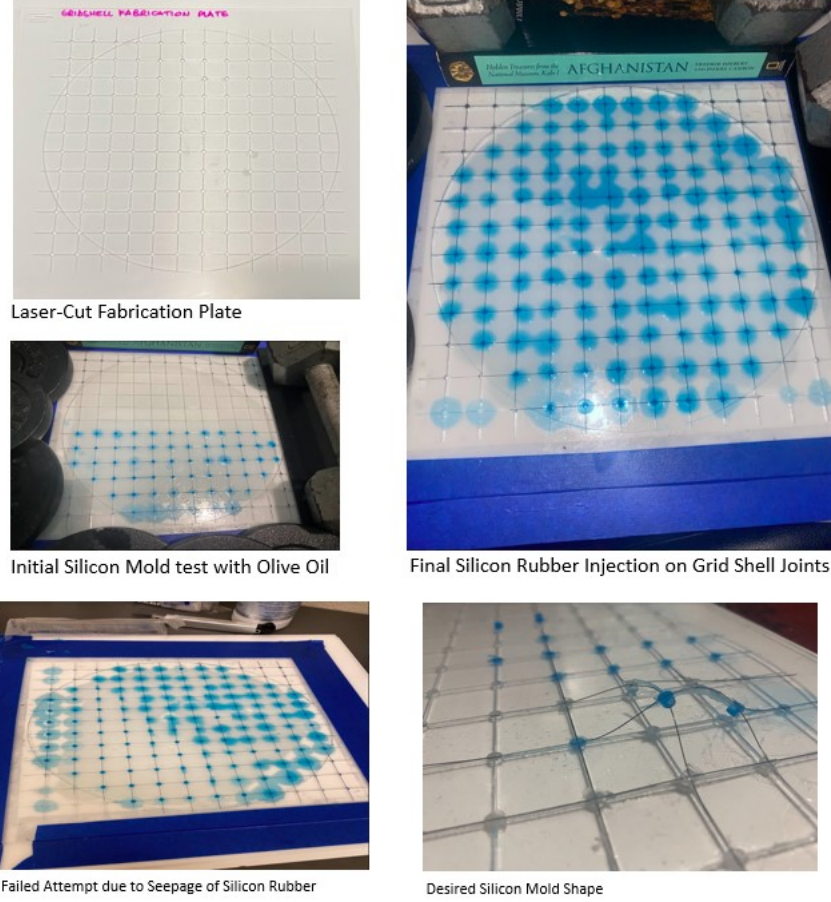 GRIDSHELL FABRICATION PLATE
Laser-Cut Fabrication Plate
AFGHANISTAN
Initial Silicon Mold test with Olive Oil
Hidden Treasures from the
National Museum, Kabul
AFGHANISTAN
Final Silicon Rubber Injection on Grid Shell Joints
Failed Attempt due to Seepage of Silicon Rubber
Desired Silicon Mold Shape